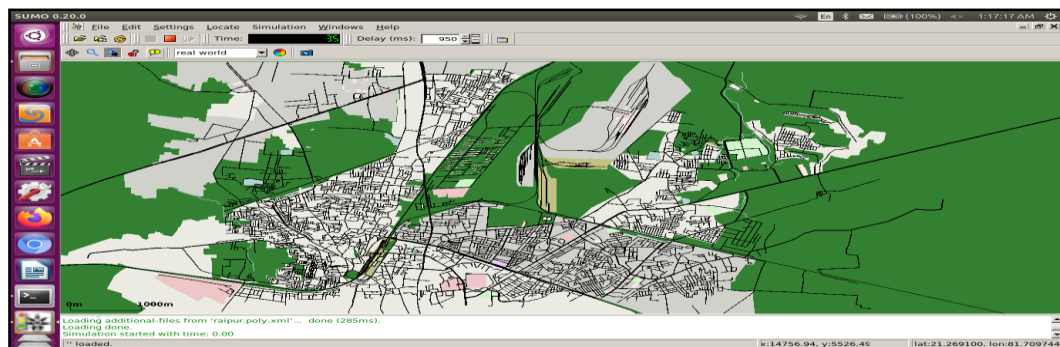 SUMO 0.20.0 En (100%) 1:17:17 AM
File Edit Settings Locate Simulation Windows Help
Time: 35 Delay (ms): 950
real world
0m 1000m
Loading additional-files from 'raipur.poly.xml'... done (285ms).
Loading done.
Simulation started with time: 0.00
'' loaded. x:14756.94, y:5526.49 lat:21.269100, lon:81.709744